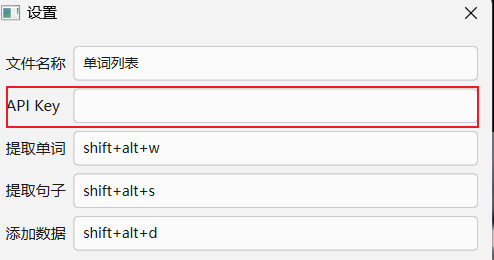 设置
文件名称 单词列表
API Key
提取单词 shift+alt+w
提取句子 shift+alt+s
添加数据 shift+alt+d